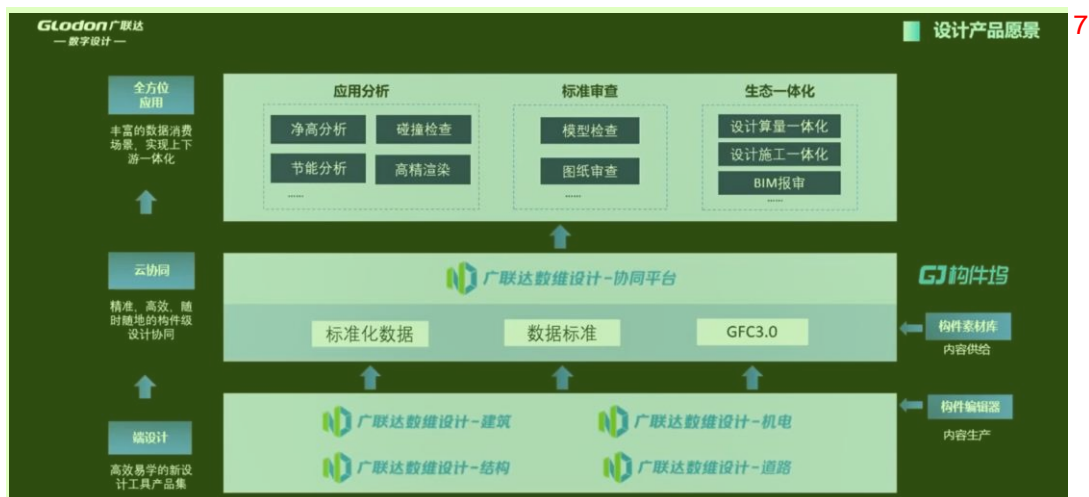 GLodon广联达
— 数字设计 —
设计产品愿景
7
全方位
应用
丰富的数据消费
场景，实现上下
游一体化
应用分析
标准审查
生态一体化
净高分析
碰撞检查
节能分析
高精渲染
......
模型检查
图纸审查
......
设计算量一体化
设计施工一体化
BIM报审
......
云协同
精准，高效，随
时随地的构件级
设计协同
广联达数维设计-协同平台
标准化数据
数据标准
GFC3.0
GJ构件坞
构件素材库
内容供给
端设计
高效易学的新设
计工具产品集
广联达数维设计-建筑
广联达数维设计-机电
广联达数维设计-结构
广联达数维设计-道路
构件编辑器
内容生产